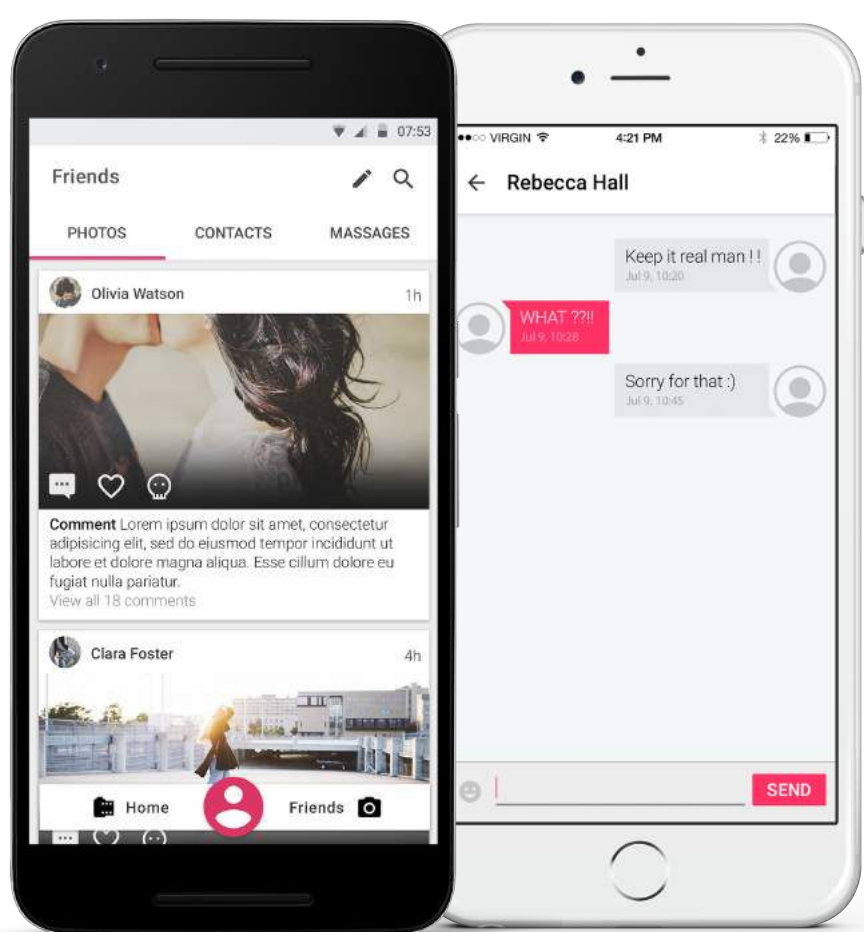 07:53
Friends
PHOTOS CONTACTS MASSAGES
Olivia Watson 1h
Comment Lorem ipsum dolor sit amet, consectetur
adipisicing elit, sed do eiusmod tempor incididunt ut
labore et dolore magna aliqua. Esse cillum dolore eu
fugiat nulla pariatur.
View all 18 comments
Clara Foster 4h
Home Friends
VIRGIN 4:21 PM 22%
Rebecca Hall
Keep it real man ! !
Jul 9, 10:20
WHAT ??!!
Jul 9, 10:28
Sorry for that :)
Jul 9, 10:45
SEND